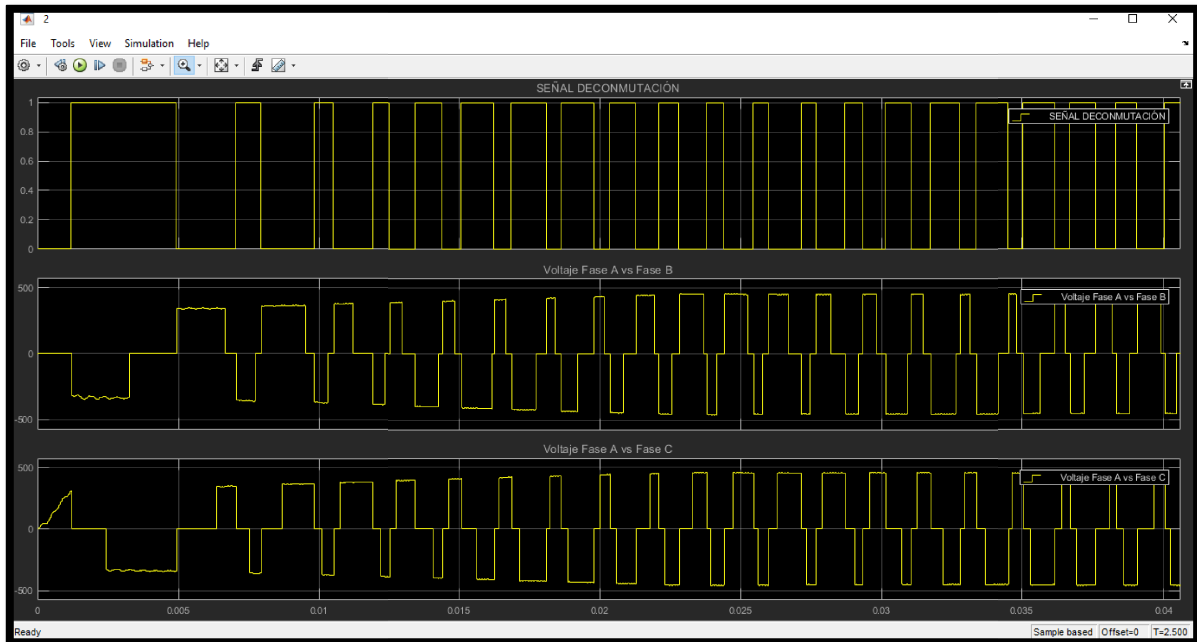 2
File Tools View Simulation Help
SEÑAL DECONMUTACIÓN
1
0.8
0.6
0.4
0.2
0
SEÑAL DECONMUTACIÓN
Voltaje Fase A vs Fase B
500
0
-500
Voltaje Fase A vs Fase B
Voltaje Fase A vs Fase C
500
0
-500
Voltaje Fase A vs Fase C
0 0.005 0.01 0.015 0.02 0.025 0.03 0.035 0.04
Ready Sample based Offset=0 T=2.500